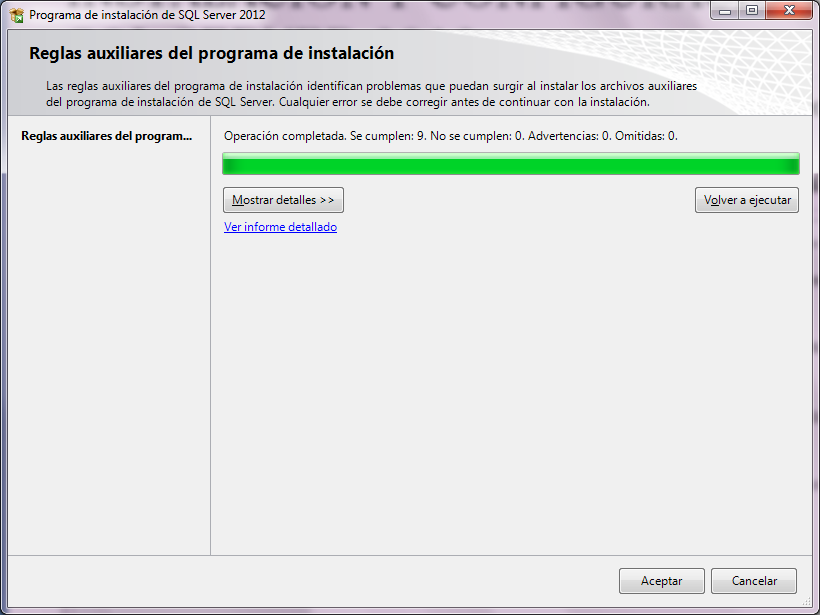 Programa de instalación de SQL Server 2012
Reglas auxiliares del programa de instalación
Las reglas auxiliares del programa de instalación identifican problemas que puedan surgir al instalar los archivos auxiliares
del programa de instalación de SQL Server. Cualquier error se debe corregir antes de continuar con la instalación.
Reglas auxiliares del program...
Operación completada. Se cumplen: 9. No se cumplen: 0. Advertencias: 0. Omitidas: 0.
Mostrar detalles >>
Volver a ejecutar
Ver informe detallado
Aceptar
Cancelar